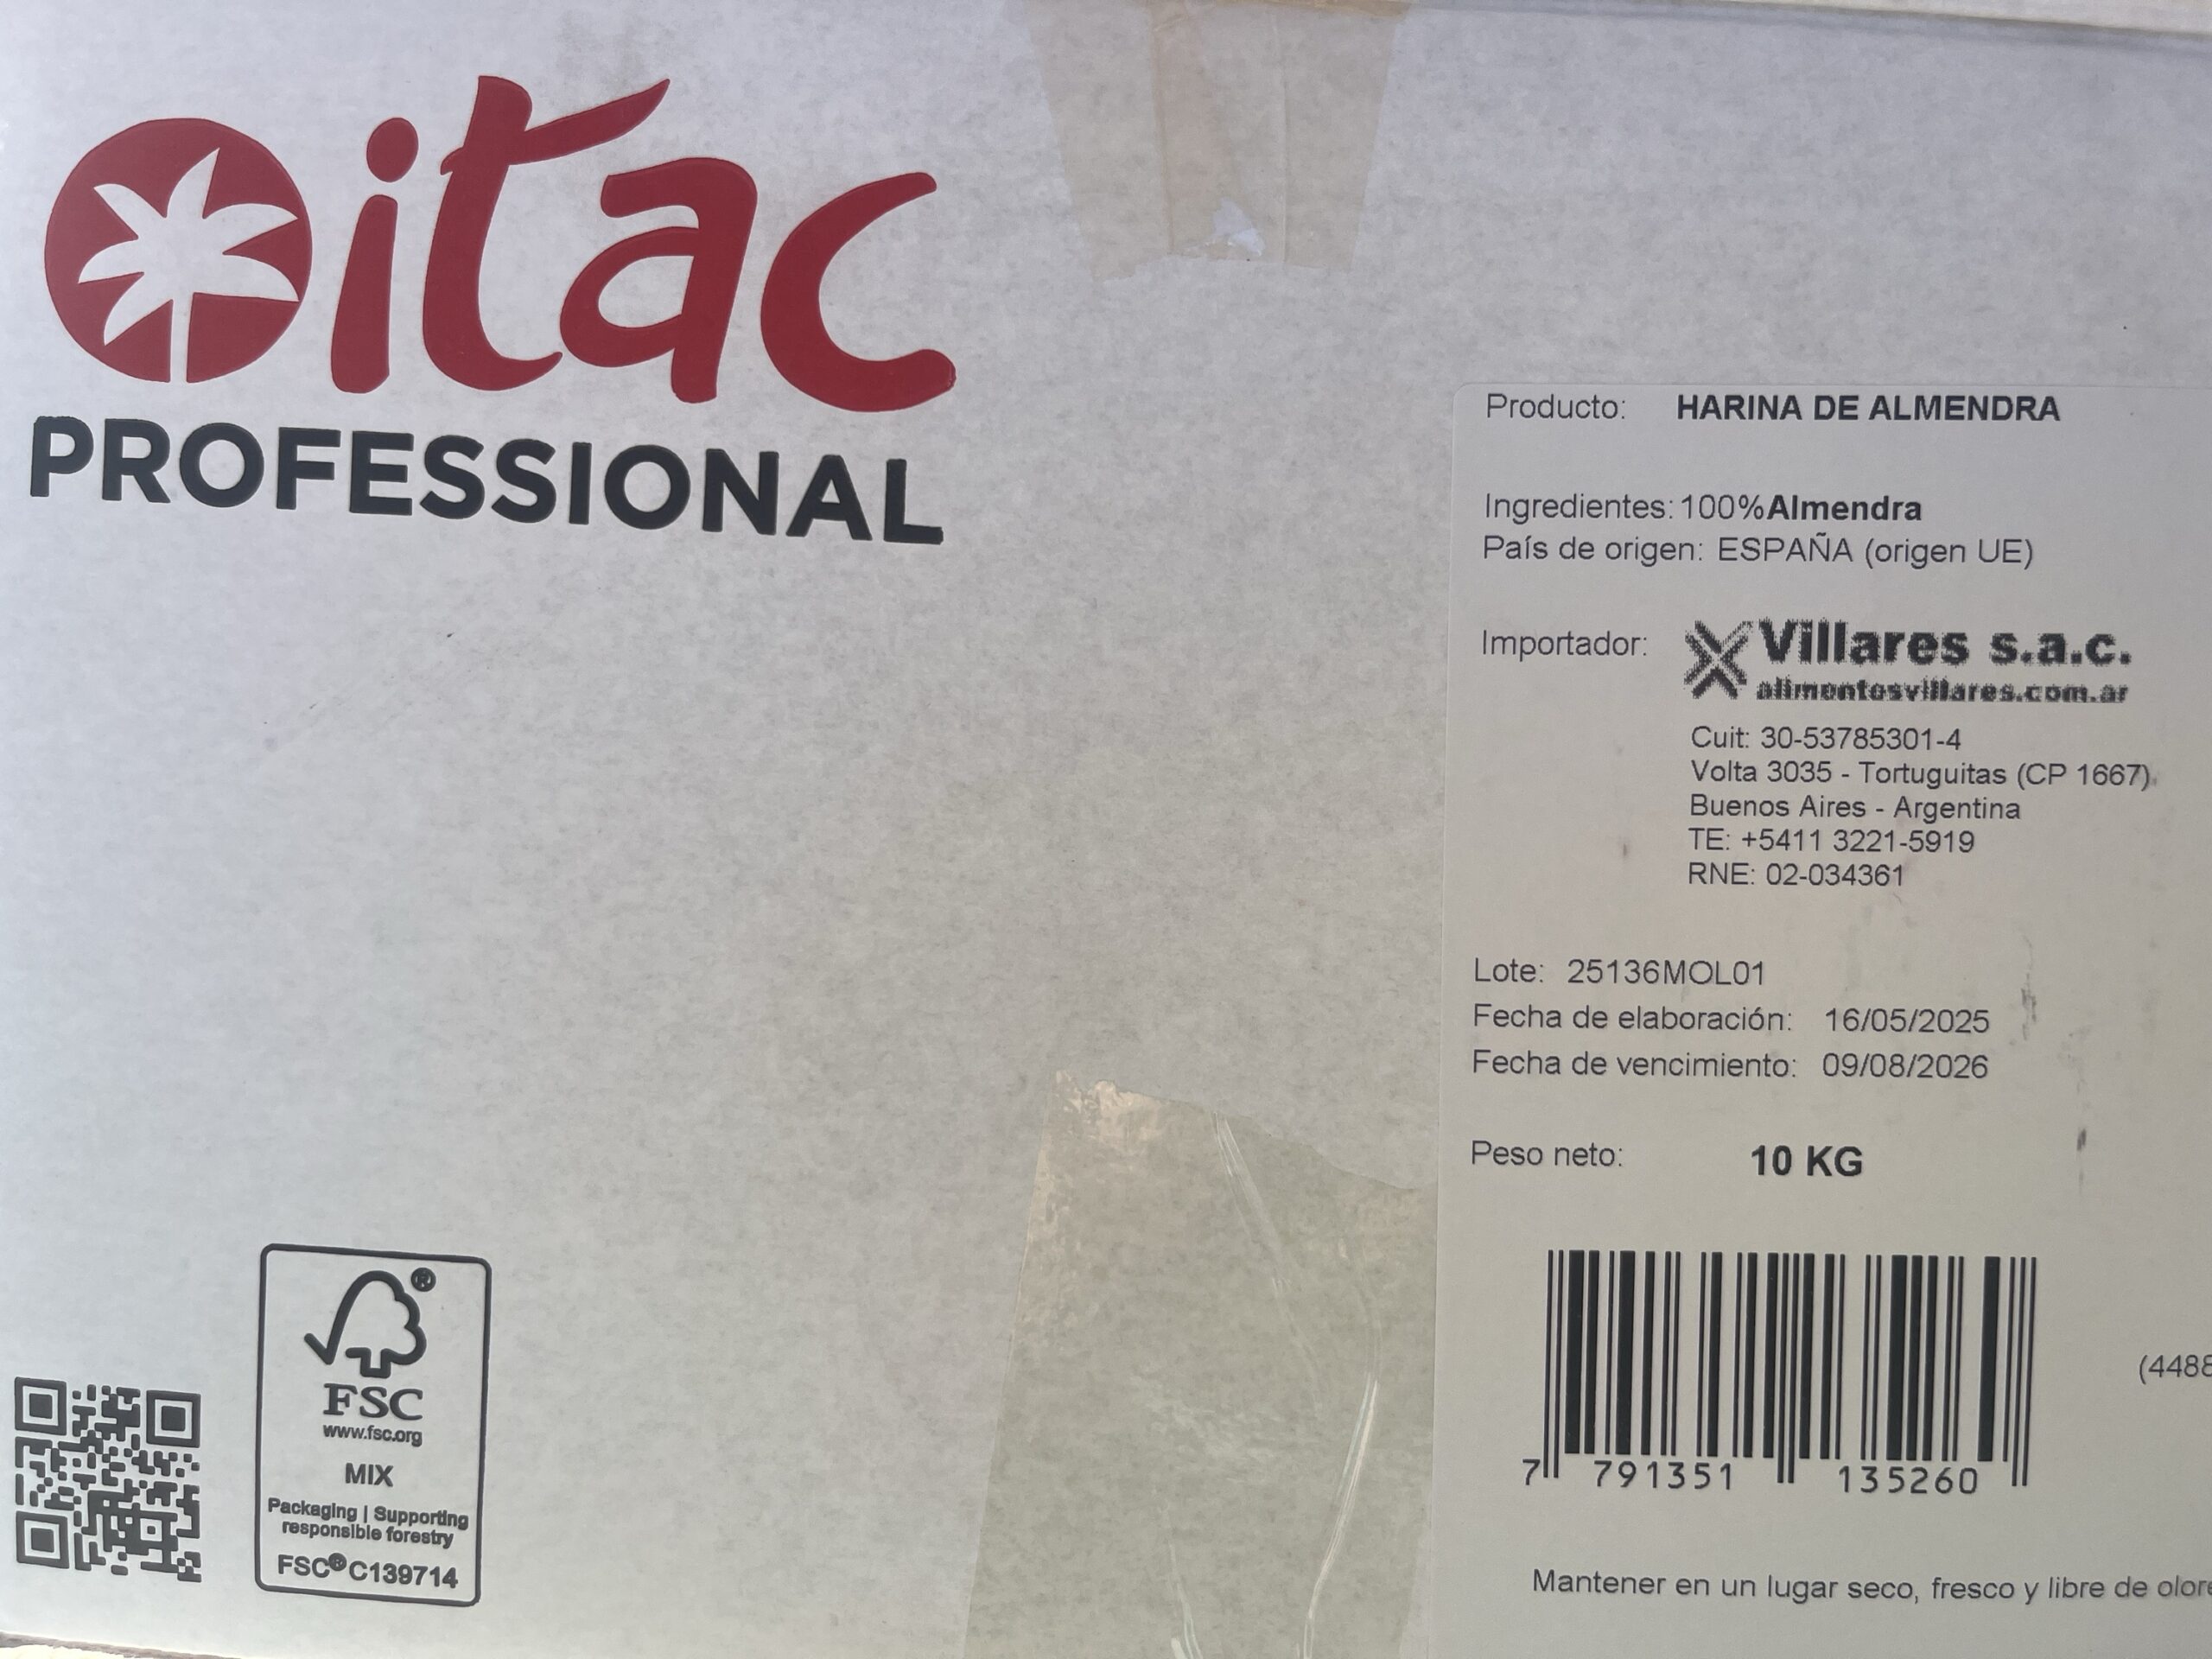 itac
PROFESSIONAL
Producto: HARINA DE ALMENDRA
Ingredientes: 100%Almendra
País de origen: ESPAÑA (origen UE)
Importador: Villares s.a.c.
alimentosvillares.com.ar
Cuit: 30-53785301-4
Volta 3035 - Tortuguitas (CP 1667).
Buenos Aires - Argentina
TE: +5411 3221-5919
RNE: 02-034361
Lote: 25136MOL01
Fecha de elaboración: 16/05/2025
Fecha de vencimiento: 09/08/2026
Peso neto: 10 KG
(4488
7 791351 135260
Mantener en un lugar seco, fresco y libre de olore
®
FSC
www.fsc.org
MIX
Packaging | Supporting
responsible forestry
FSC® C139714